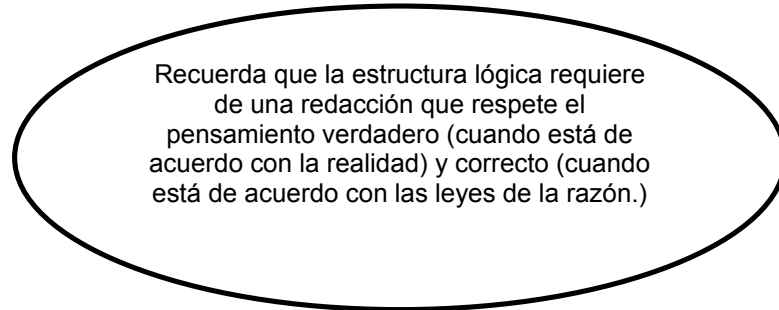 Recuerda que la estructura lógica requiere
de una redacción que respete el
pensamiento verdadero (cuando está de
acuerdo con la realidad) y correcto (cuando
está de acuerdo con las leyes de la razón.)